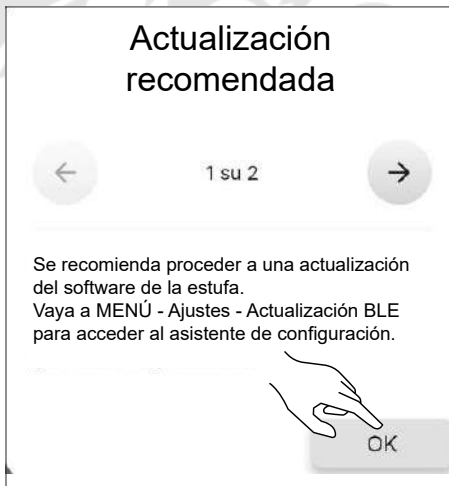 Actualización
recomendada
1 su 2
Se recomienda proceder a una actualización
del software de la estufa.
Vaya a MENÚ - Ajustes - Actualización BLE
para acceder al asistente de configuración.
OK